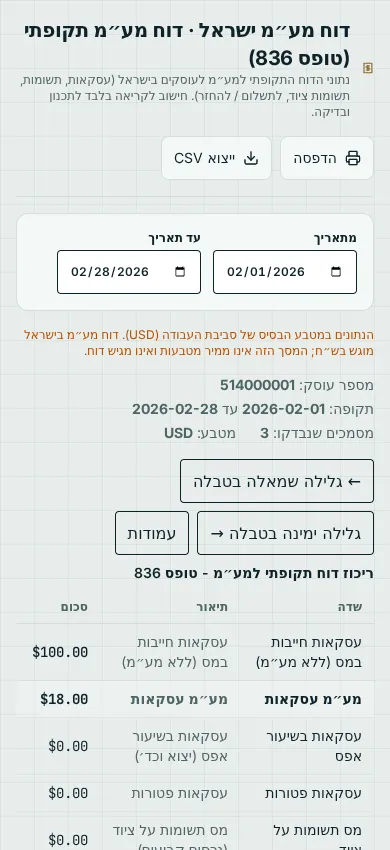 דוח מע״מ ישראל · דוח מע״מ תקופתי
(טופס 836)
נתוני הדוח התקופתי למע״מ לעוסקים בישראל (עסקאות, תשומות,
תשומות ציוד, לתשלום / להחזר). חישוב לקריאה בלבד לתכנון
ובדיקה.
הדפסה
ייצוא CSV
מתאריך
עד תאריך
02/01/2026
02/28/2026
הנתונים במטבע הבסיס של סביבת העבודה (USD). דוח מע״מ בישראל
מוגש בש״ח; המסך הזה אינו ממיר מטבעות ואינו מגיש דוח.
מספר עוסק: 514000001
תקופה: 2026-02-01 עד 2026-02-28
מסמכים שנבדקו: 3 מטבע: USD
← גלילה שמאלה בטבלה
גלילה ימינה בטבלה →
עמודות
ריכוז דוח תקופתי למע״מ - טופס 836
שדה תיאור סכום
עסקאות חייבות עסקאות חייבות
במס (ללא מע״מ) במס (ללא מע״מ) $100.00
מע״מ עסקאות מע״מ עסקאות $18.00
עסקאות בשיעור עסקאות בשיעור
אפס אפס (יצוא וכד׳) $0.00
עסקאות פטורות עסקאות פטורות $0.00
מס תשומות על מס תשומות על ציוד $0.00